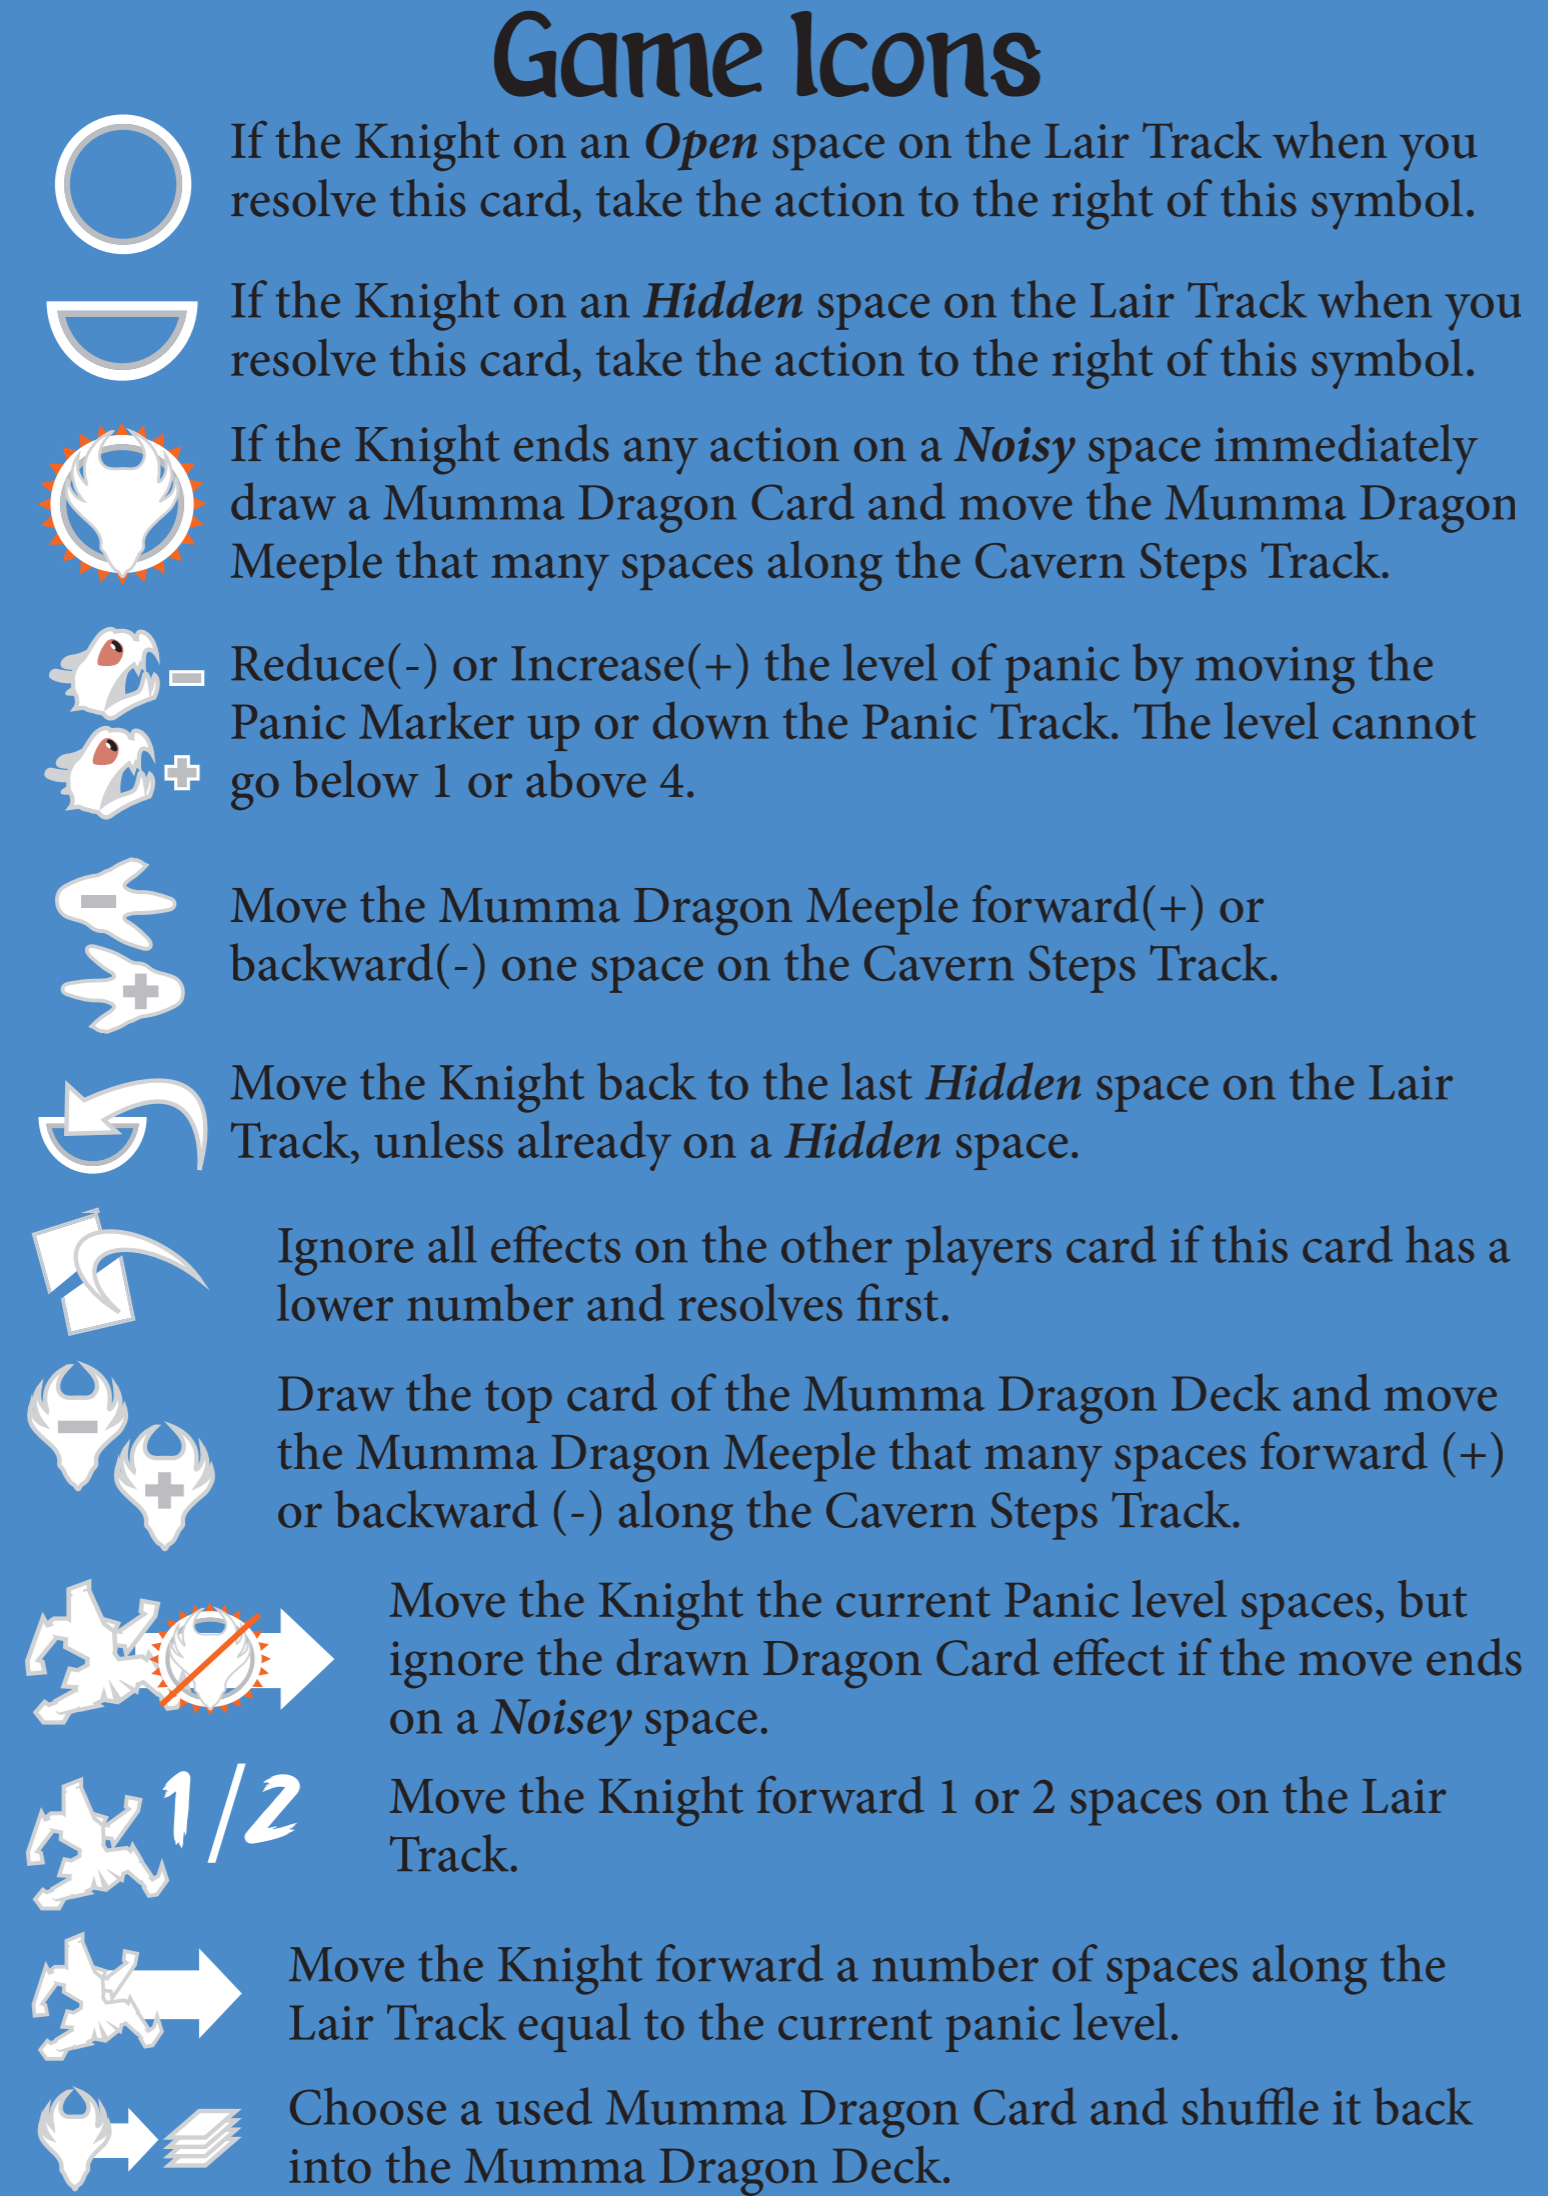 Game Icons
If the Knight on an Open space on the Lair Track when you
resolve this card, take the action to the right of this symbol.
If the Knight on an Hidden space on the Lair Track when you
resolve this card, take the action to the right of this symbol.
If the Knight ends any action on a Noisy space immediately
draw a Mumma Dragon Card and move the Mumma Dragon
Meeple that many spaces along the Cavern Steps Track.
Reduce(-) or Increase(+) the level of panic by moving the
Panic Marker up or down the Panic Track. The level cannot
go below 1 or above 4.
Move the Mumma Dragon Meeple forward(+) or
backward(-) one space on the Cavern Steps Track.
Move the Knight back to the last Hidden space on the Lair
Track, unless already on a Hidden space.
Ignore all effects on the other players card if this card has a
lower number and resolves first.
Draw the top card of the Mumma Dragon Deck and move
the Mumma Dragon Meeple that many spaces forward (+)
or backward (-) along the Cavern Steps Track.
Move the Knight the current Panic level spaces, but
ignore the drawn Dragon Card effect if the move ends
on a Noisey space.
1/2
Move the Knight forward 1 or 2 spaces on the Lair
Track.
Move the Knight forward a number of spaces along the
Lair Track equal to the current panic level.
Choose a used Mumma Dragon Card and shuffle it back
into the Mumma Dragon Deck.